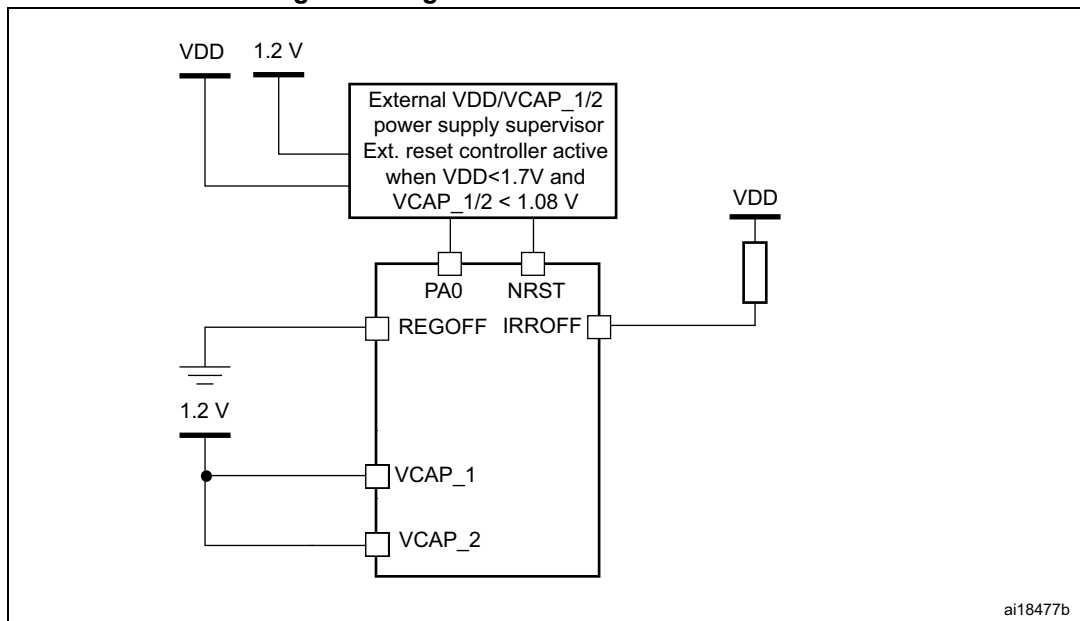 VDD
1.2 V
External VDD/VCAP_1/2
power supply supervisor
Ext. reset controller active
when VDD<1.7V and
VCAP_1/2 < 1.08 V
VDD
PA0
NRST
REGOFF
IRROFF
1.2 V
VCAP_1
VCAP_2
ai18477b